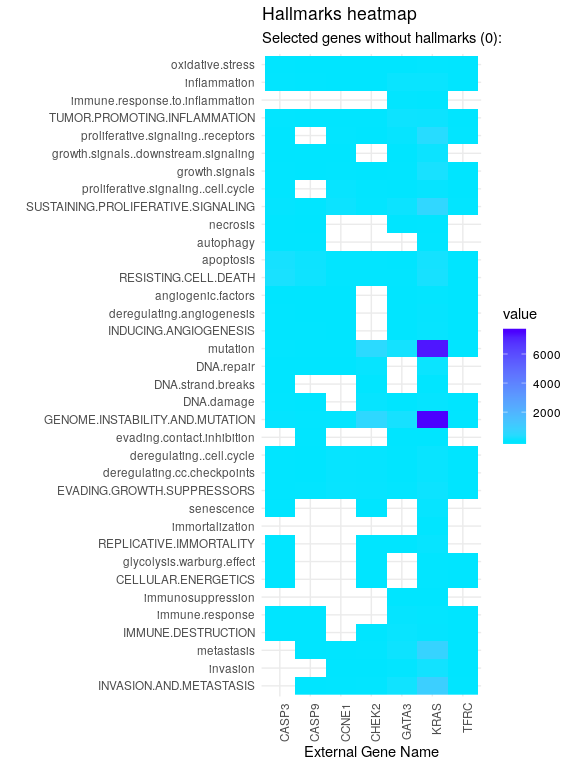 Hallmarks heatmap
Selected genes without hallmarks (0):
oxidative.stress
inflammation
immune.response.to.inflammation
TUMOR.PROMOTING.INFLAMMATION
proliferative.signaling..receptors
growth.signals..downstream.signaling
growth.signals
proliferative.signaling..cell.cycle
SUSTAINING.PROLIFERATIVE.SIGNALING
necrosis
autophagy
apoptosis
RESISTING.CELL.DEATH
angiogenic.factors
deregulating.angiogenesis
INDUCING.ANGIOGENESIS
mutation
DNA.repair
DNA.strand.breaks
DNA.damage
GENOME.INSTABILITY.AND.MUTATION
evading.contact.inhibition
deregulating..cell.cycle
deregulating.cc.checkpoints
EVADING.GROWTH.SUPPRESSORS
senescence
immortalization
REPLICATIVE.IMMORTALITY
glycolysis.warburg.effect
CELLULAR.ENERGETICS
immunosuppression
immune.response
IMMUNE.DESTRUCTION
metastasis
invasion
INVASION.AND.METASTASIS
CASP3
CASP9
CCNE1
CHEK2
GATA3
KRAS
TFRC
External Gene Name
value
6000
4000
2000